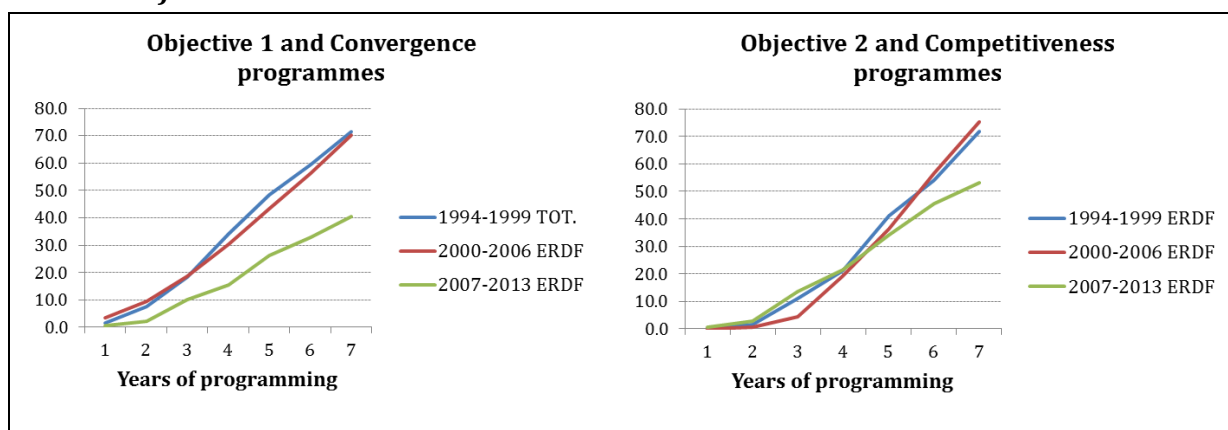 Objective 1 and Convergence
programmes
80.0
70.0
60.0
50.0
40.0
30.0
20.0
10.0
0.0
1 2 3 4 5 6 7
Years of programming
1994-1999 TOT.
2000-2006 ERDF
2007-2013 ERDF
Objective 2 and Competitiveness
programmes
80.0
70.0
60.0
50.0
40.0
30.0
20.0
10.0
0.0
1 2 3 4 5 6 7
Years of programming
1994-1999 ERDF
2000-2006 ERDF
2007-2013 ERDF